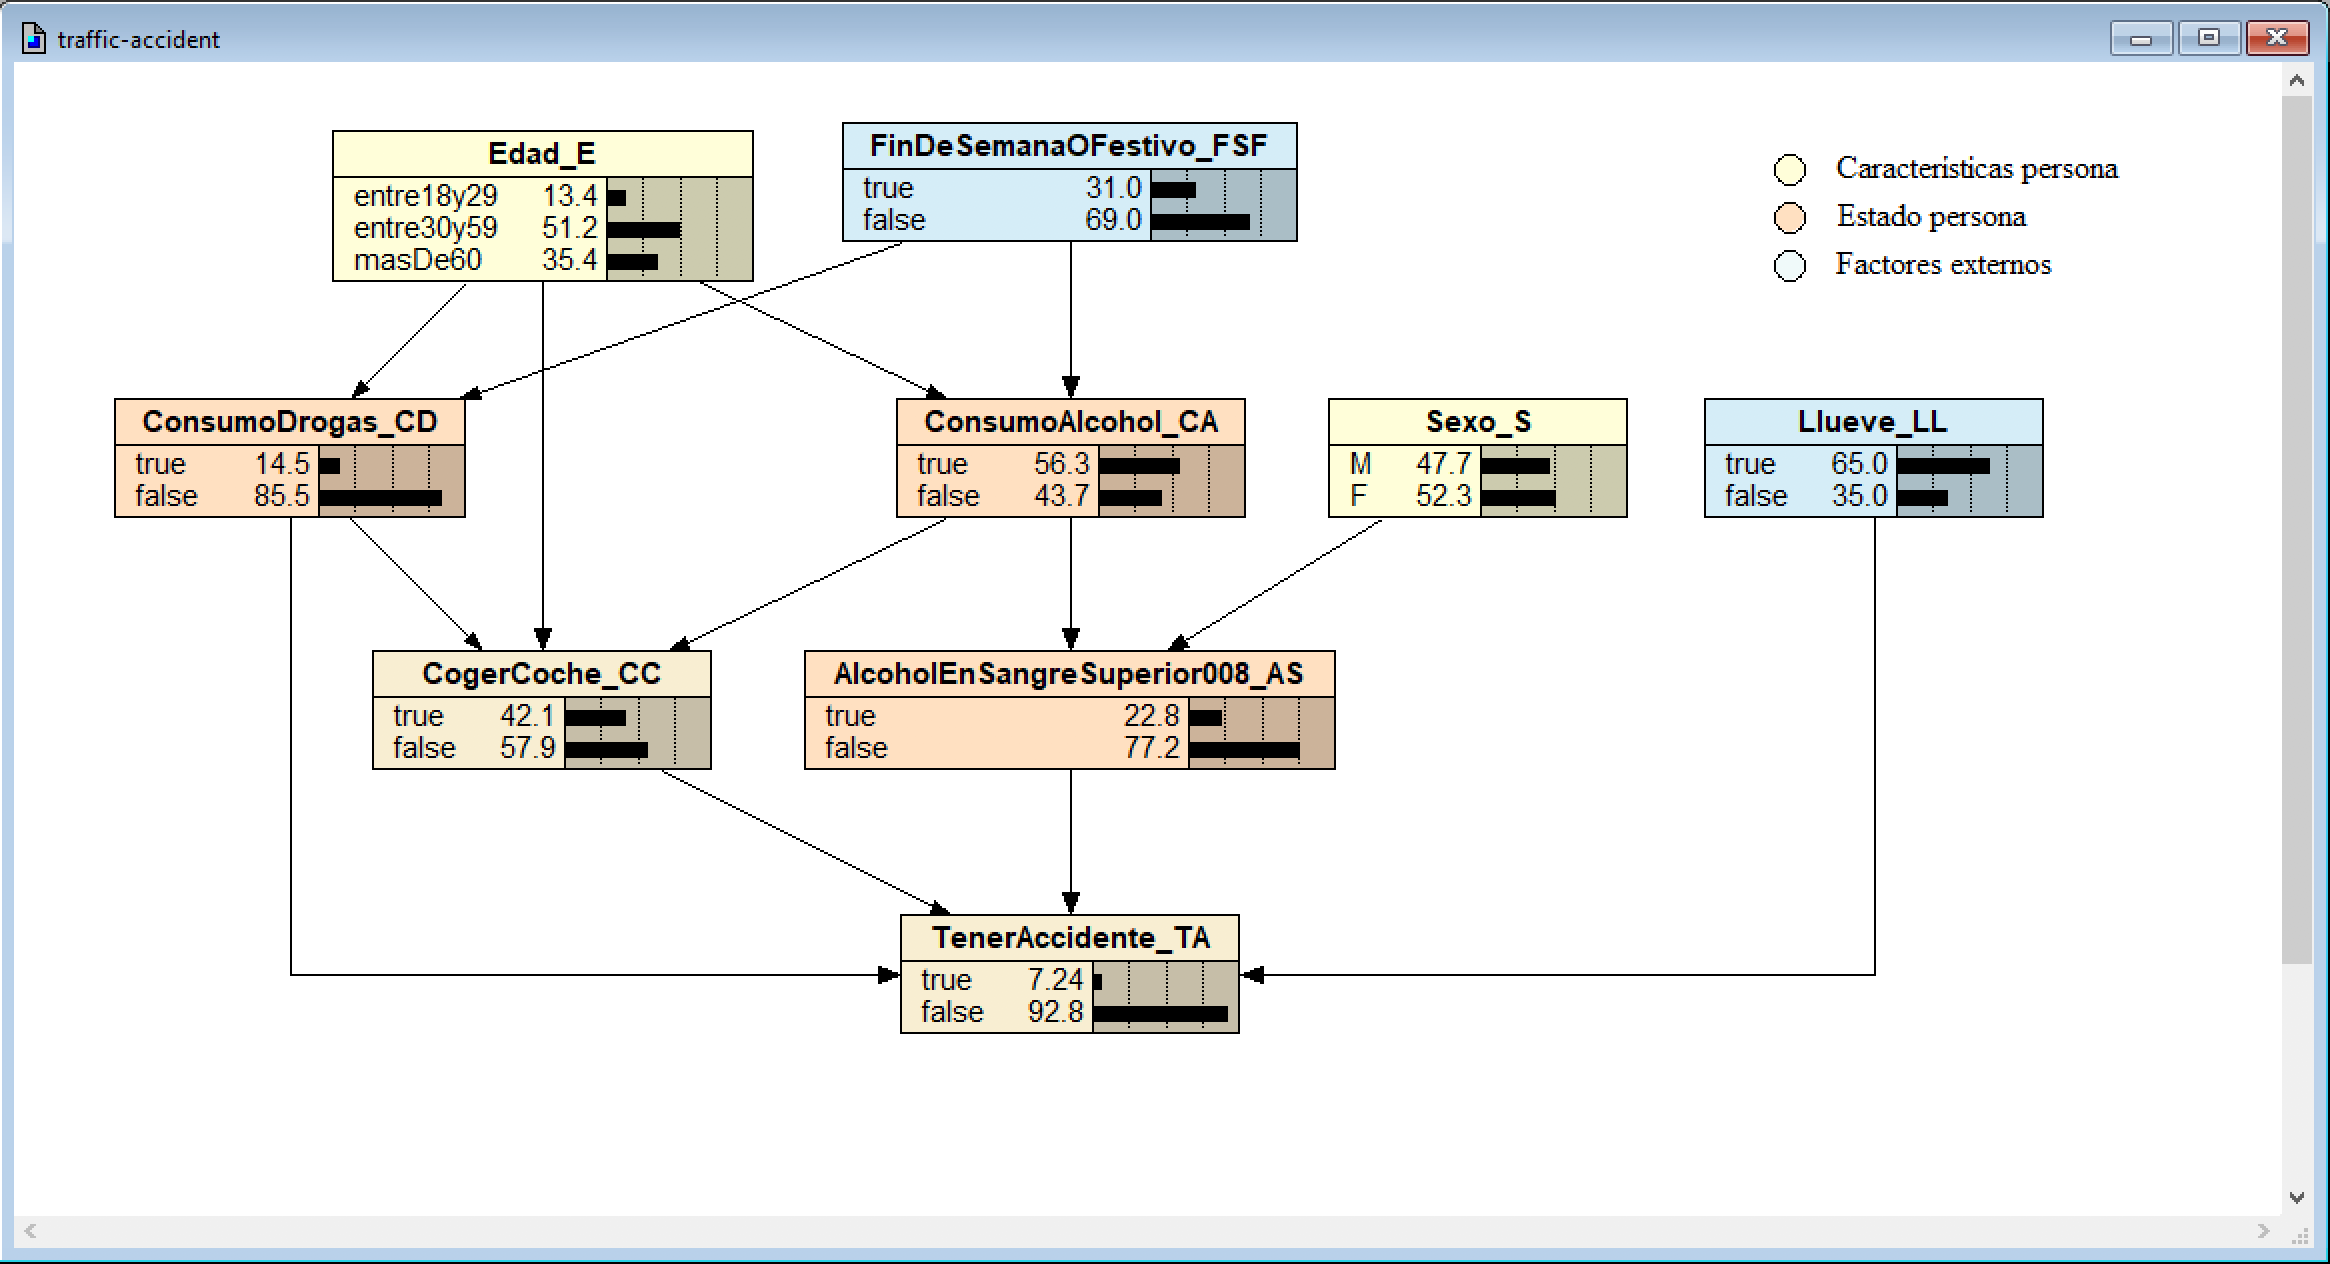 traffic-accident
Edad_E
entre18y29 13.4
entre30y59 51.2
masDe60 35.4
FinDeSemanaOFestivo_FSF
true 31.0
false 69.0
Características persona
Estado persona
Factores externos
ConsumoDrogas_CD
true 14.5
false 85.5
ConsumoAlcohol_CA
true 56.3
false 43.7
Sexo_S
M 47.7
F 52.3
Llueve_LL
true 65.0
false 35.0
CogerCoche_CC
true 42.1
false 57.9
AlcoholEnSangreSuperior008_AS
true 22.8
false 77.2
TenerAccidente_TA
true 7.24
false 92.8